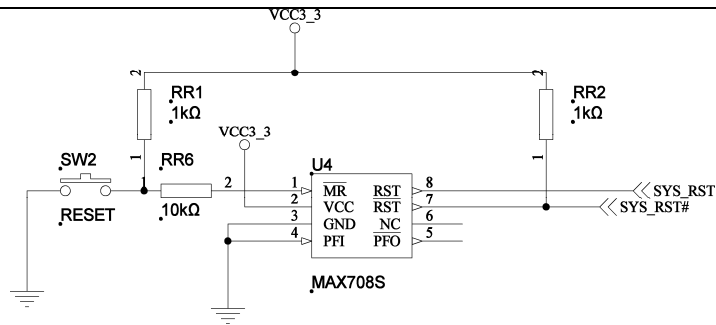 VCC3_3
2
RR1
1kΩ
1
2
RR2
1kΩ
1
VCC3_3
SW2
RESET
1
RR6
2
10kΩ
U4
1
MR
RST
8
2
VCC
RST
7
3
GND
NC
6
4
PFI
PFO
5
MAX708S
SYS_RST
SYS_RST#